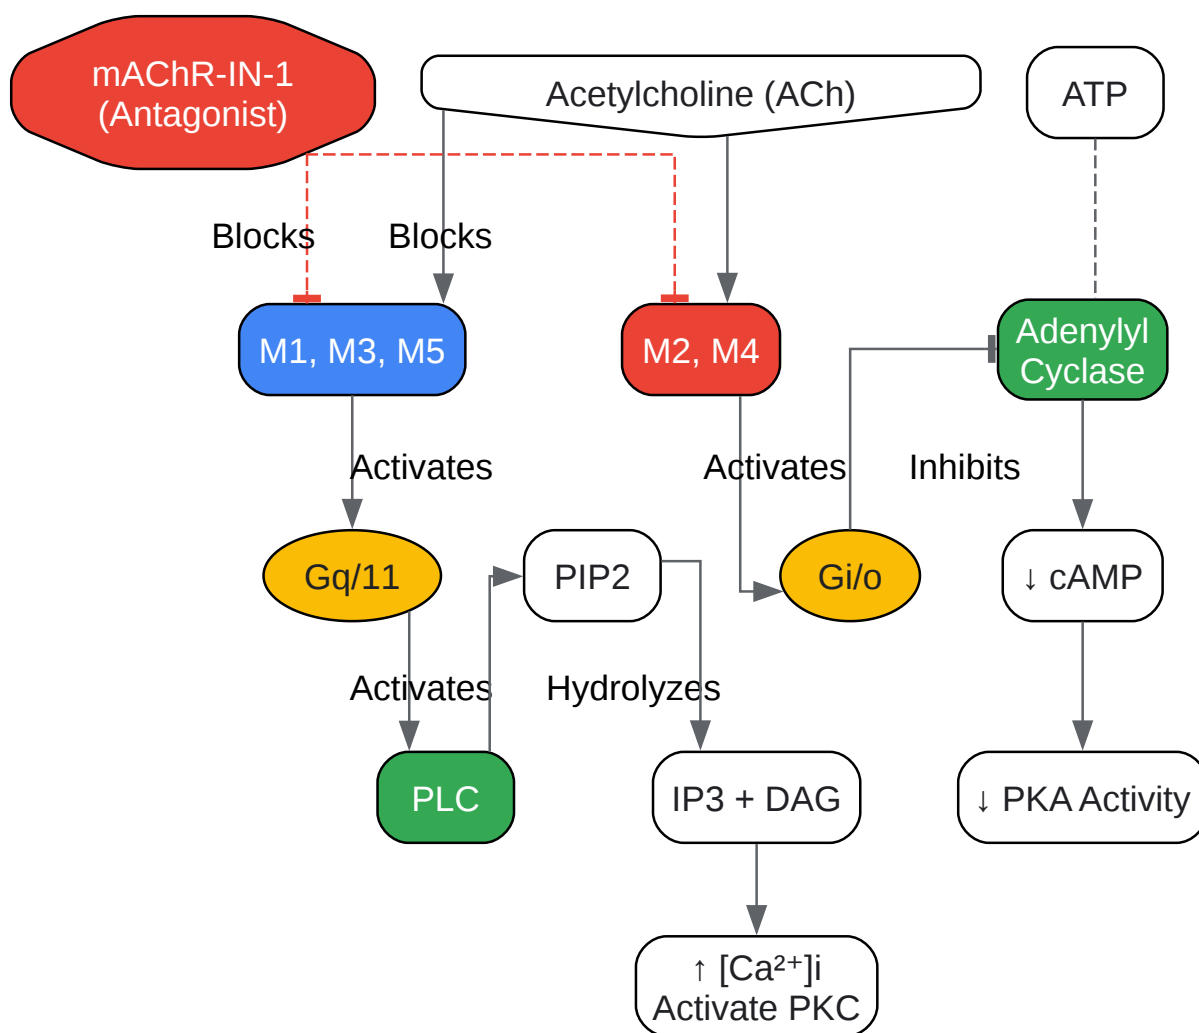 mAChR-IN-1
(Antagonist)
Acetylcholine (ACh)
ATP
Blocks
Blocks
M1, M3, M5
M2, M4
Adenylyl
Cyclase
Activates
Activates
Inhibits
Gq/11
PIP2
Gi/o
↓ cAMP
Activates
Hydrolyzes
PLC
IP3 + DAG
↓ PKA Activity
↑ [Ca²⁺]i
Activate PKC